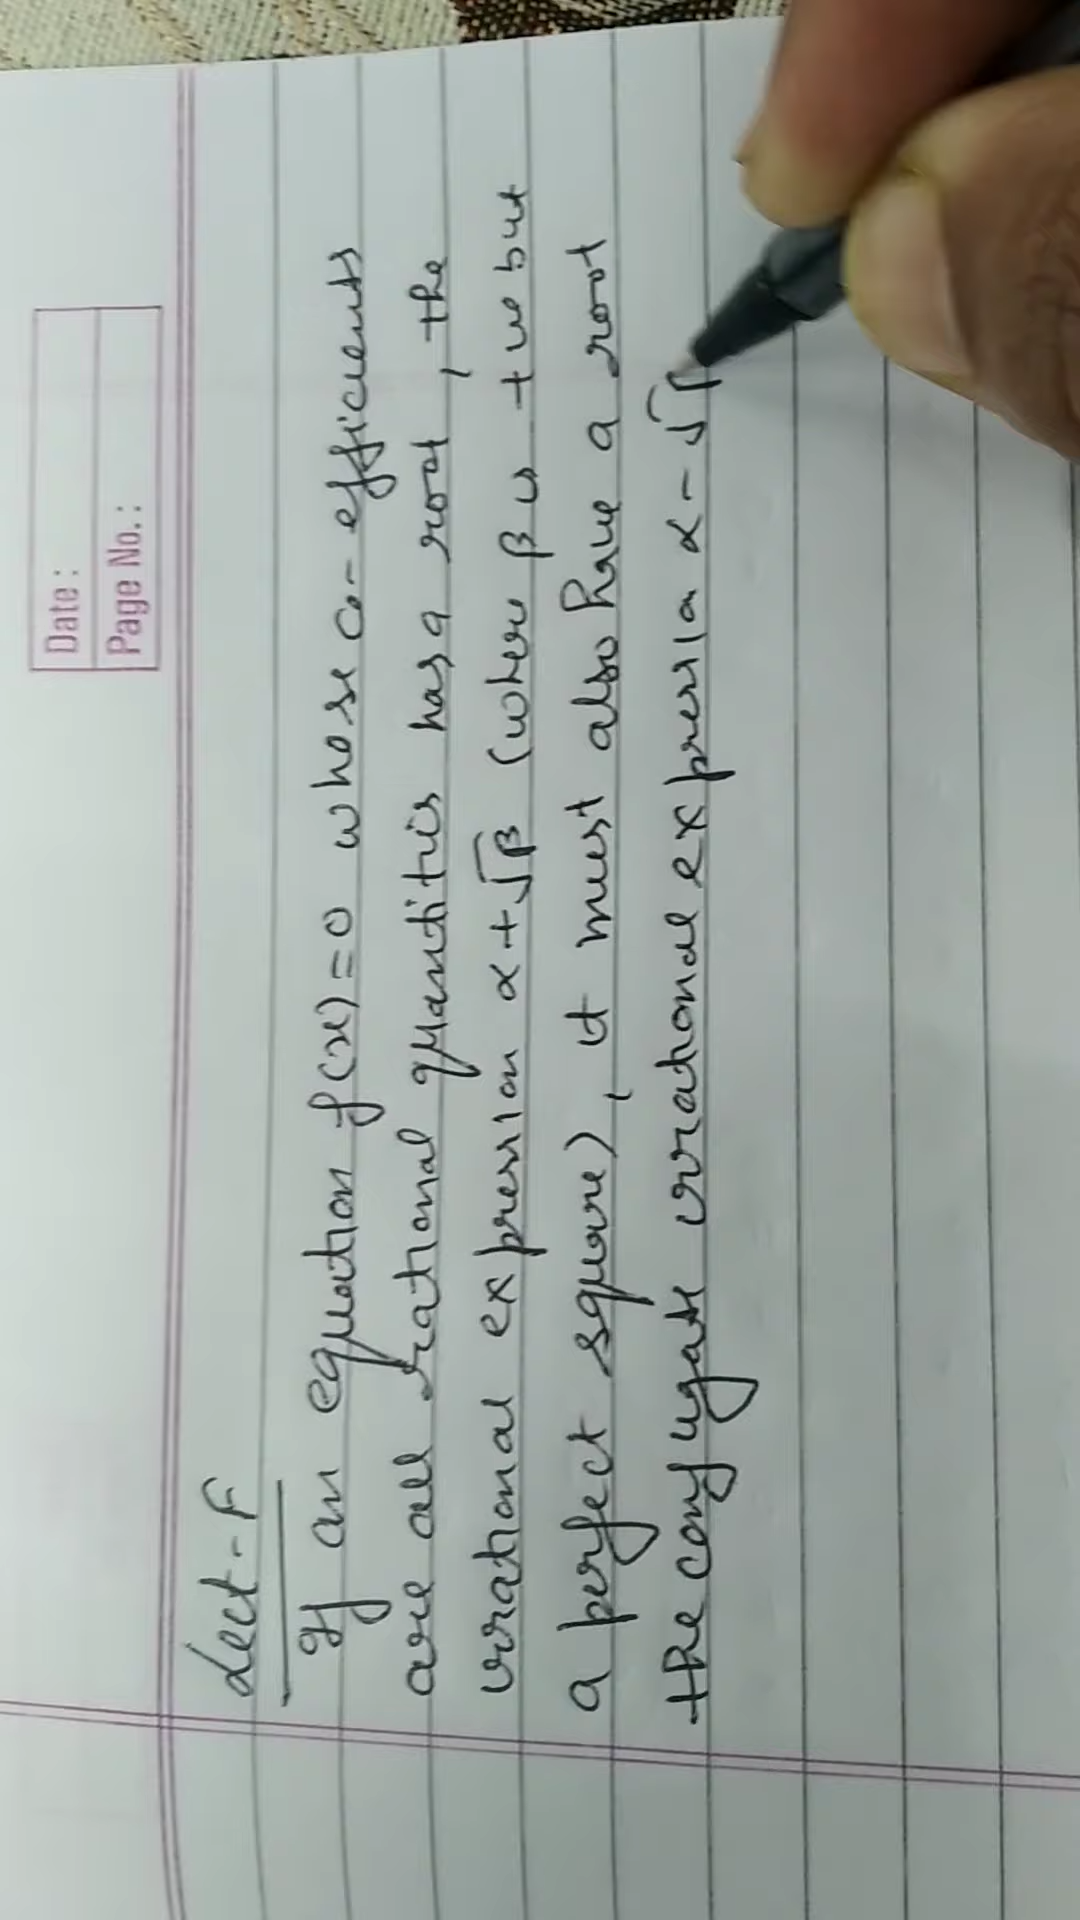 Date :
Page No. :
Lect-F
If an equation f(x)=0 whose co-efficients
are all rational quantitis has a root, the
irrational expression α+√β (where β is +ve but
a perfect square), it must also have a root
the conjugate irrational expression α-√